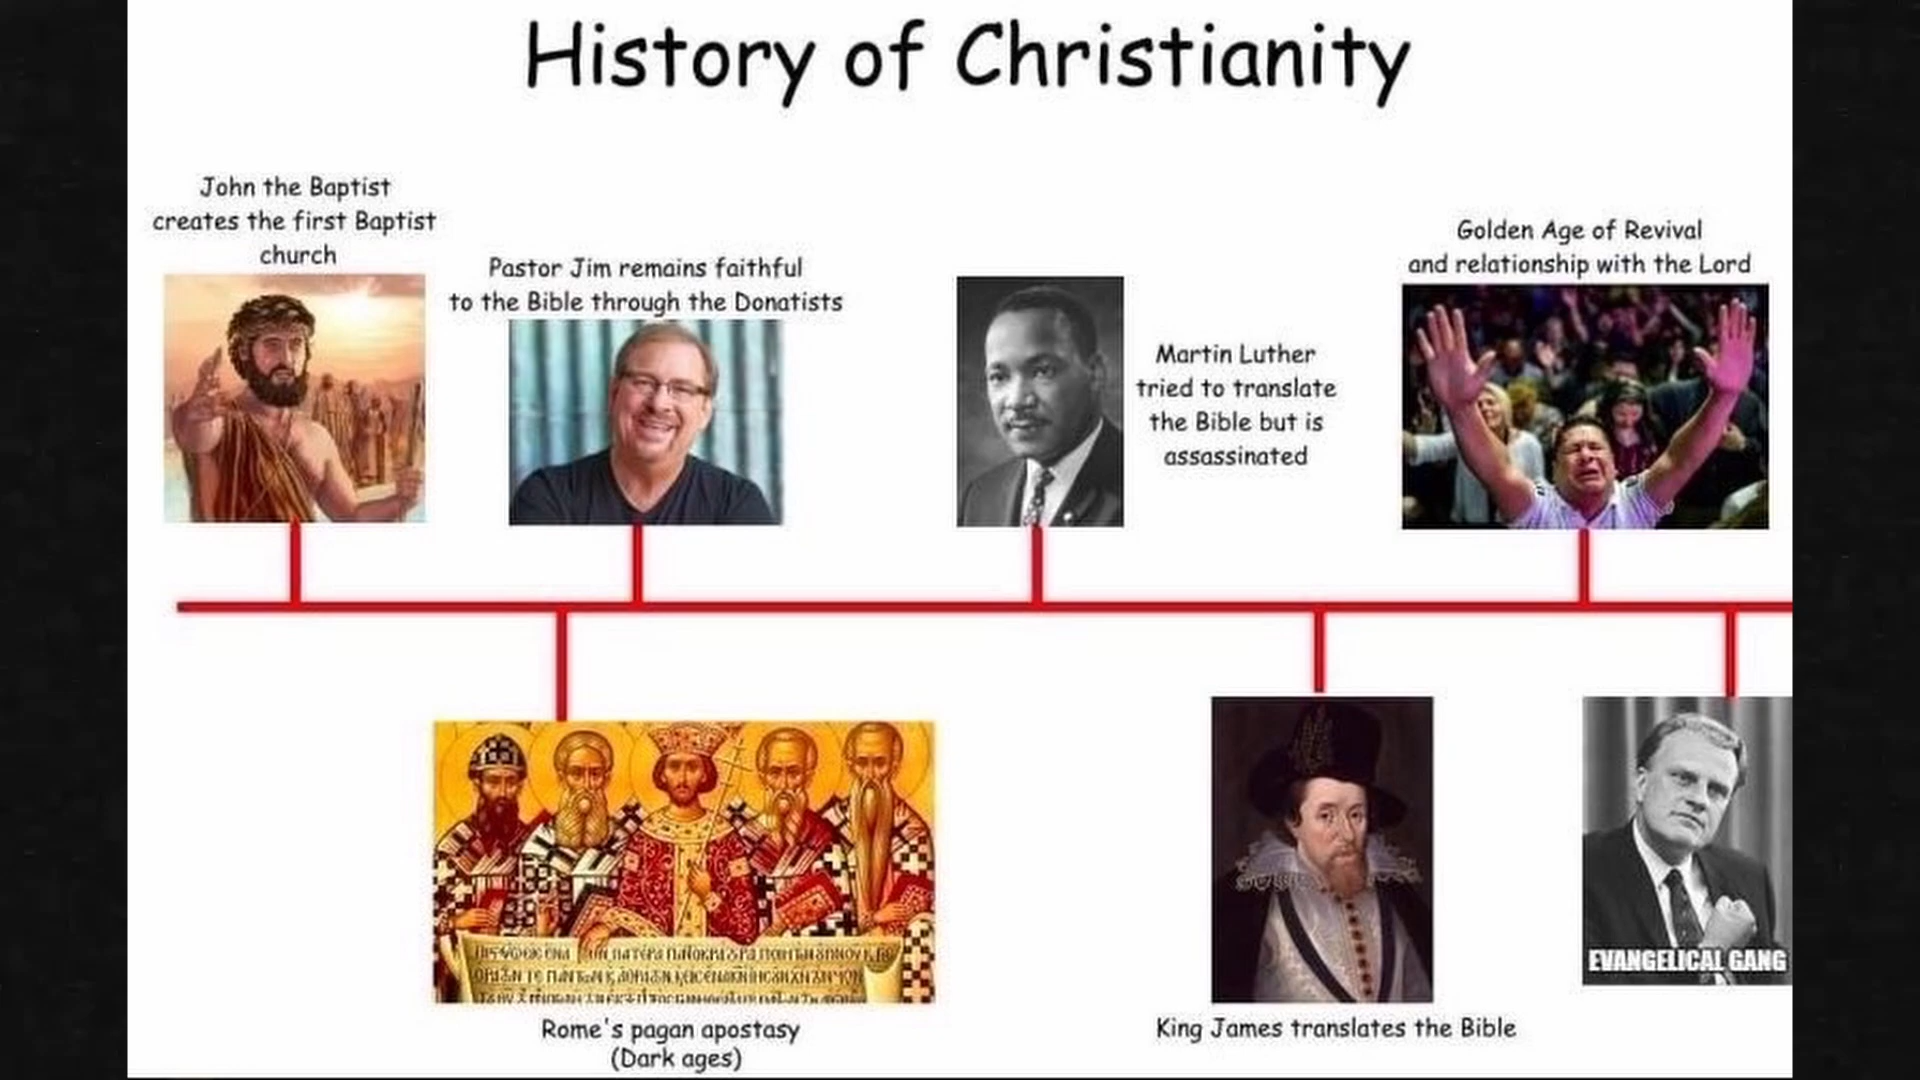 History of Christianity
John the Baptist
creates the first Baptist
church
Pastor Jim remains faithful
to the Bible through the Donatists
Martin Luther
tried to translate
the Bible but is
assassinated
Golden Age of Revival
and relationship with the Lord
Rome's pagan apostasy
(Dark ages)
King James translates the Bible
EVANGELICAL GANG